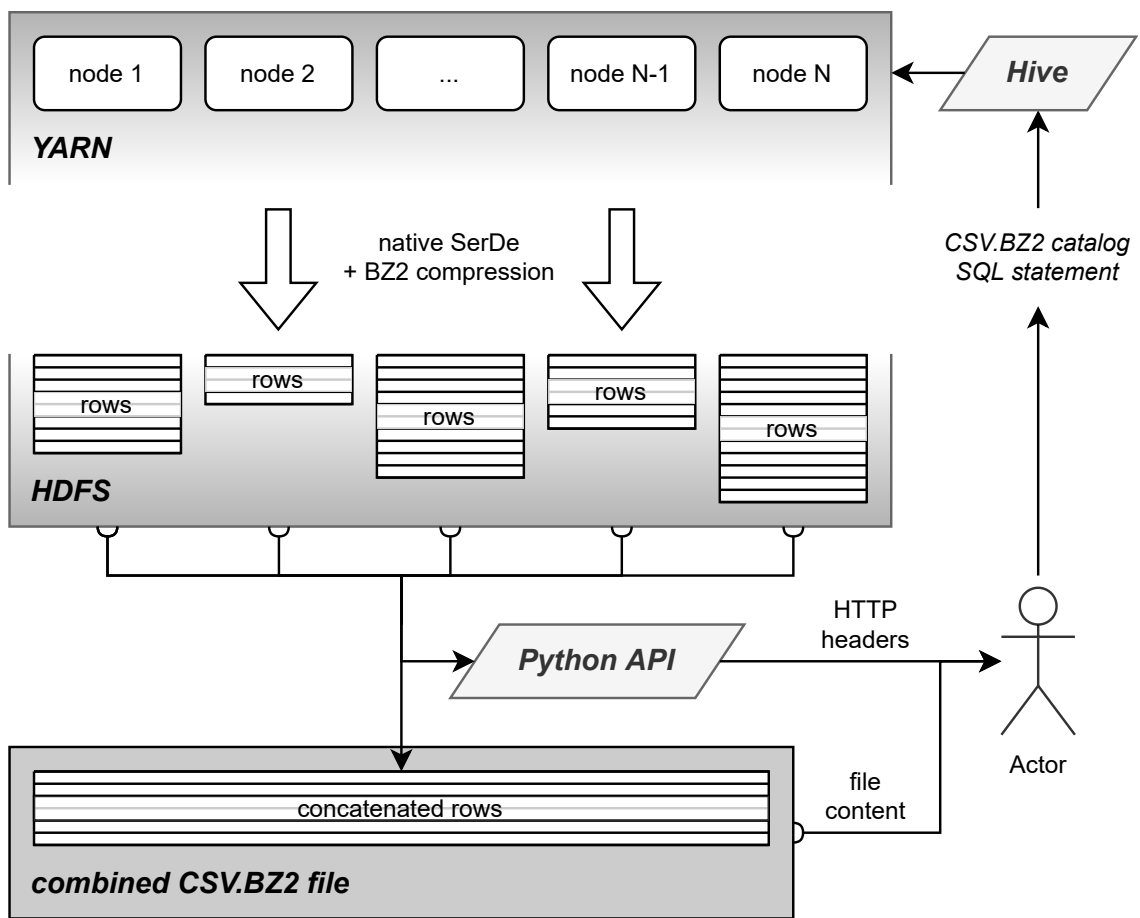 node 1
node 2
...
node N-1
node N
Hive
YARN
native SerDe
+ BZ2 compression
CSV.BZ2 catalog
SQL statement
rows
rows
rows
rows
rows
HDFS
HTTP
headers
Python API
Actor
file
content
concatenated rows
combined CSV.BZ2 file